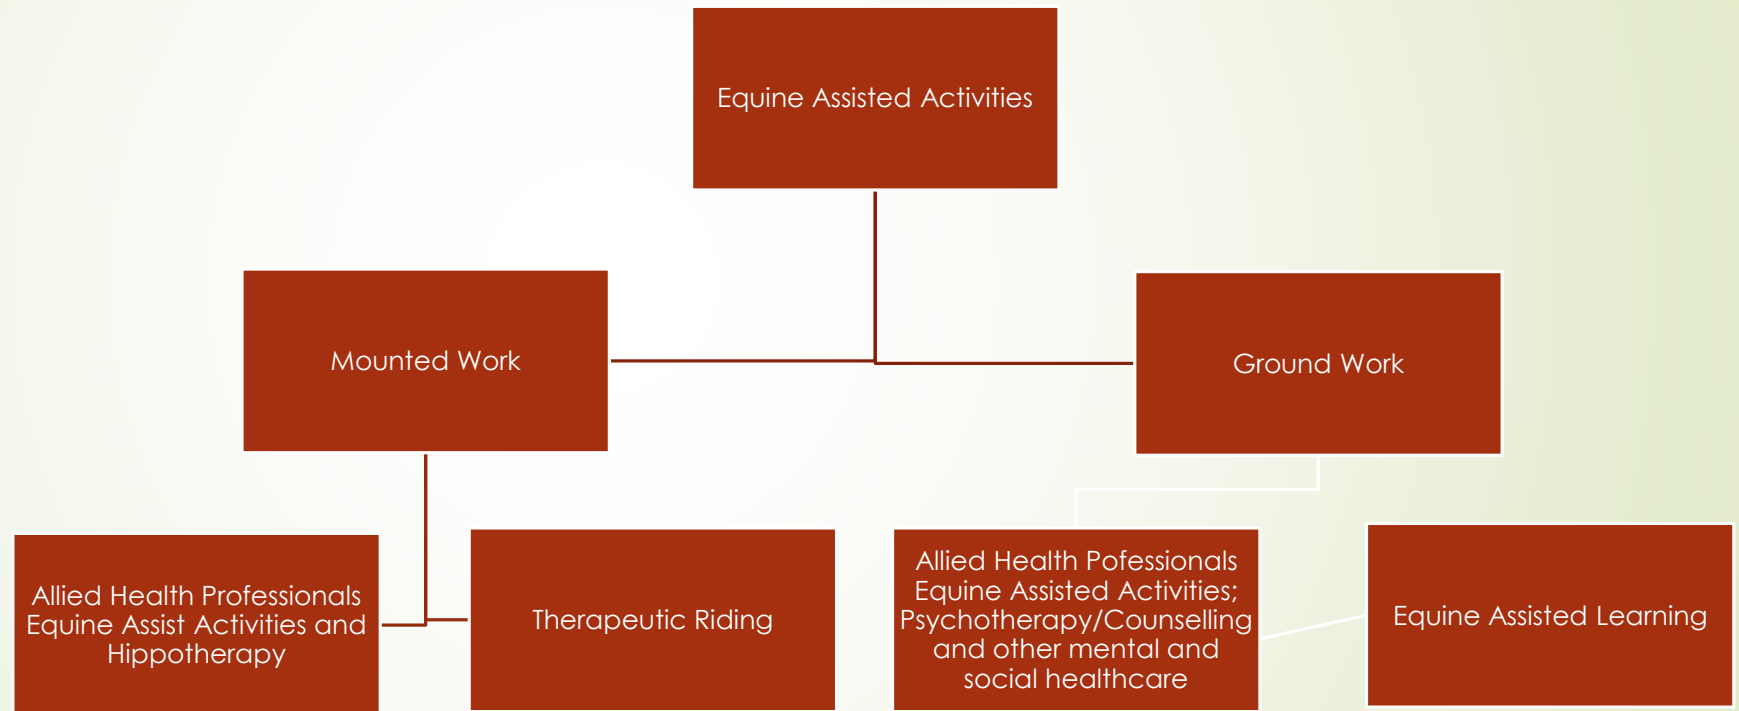 Equine Assisted Activities
Mounted Work
Ground Work
Allied Health Professionals
Equine Assist Activities and
Hippotherapy
Therapeutic Riding
Allied Health Pofessionals
Equine Assisted Activities;
Psychotherapy/Counselling
and other mental and
social healthcare
Equine Assisted Learning